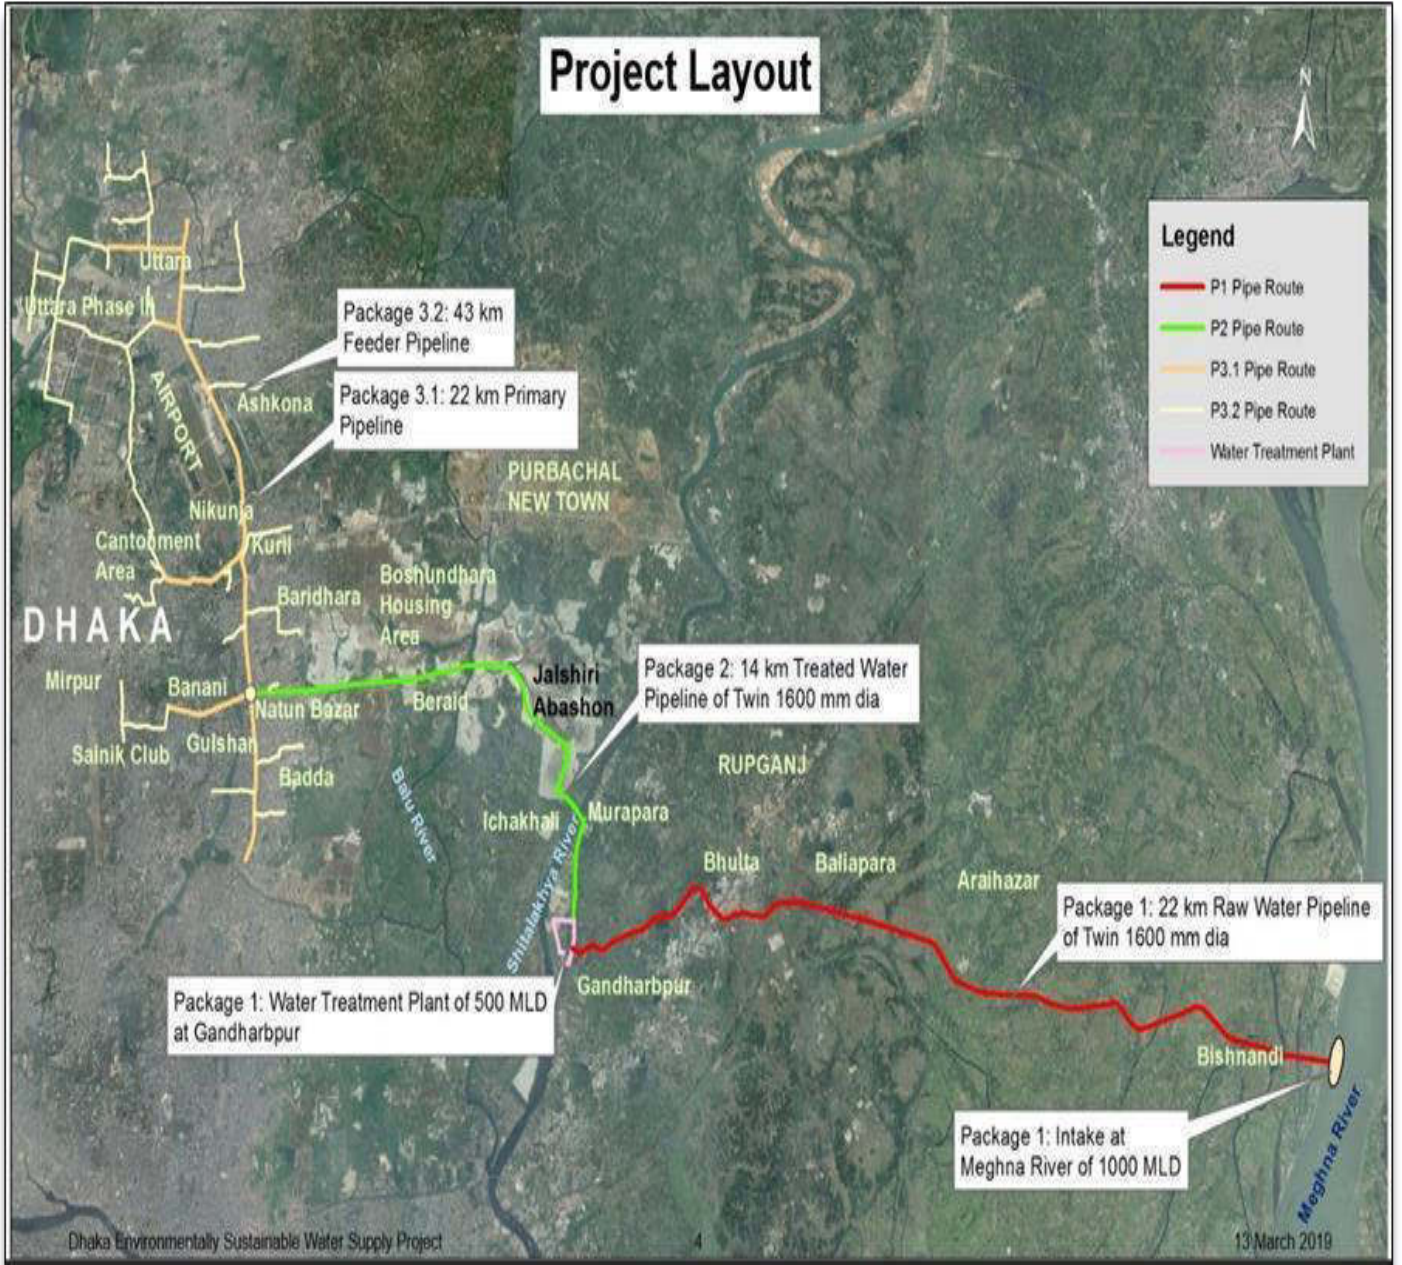 Project Layout
N
Legend
P1 Pipe Route
P2 Pipe Route
P3.1 Pipe Route
P3.2 Pipe Route
Water Treatment Plant
Uttara
Uttara Phase III
Package 3.2: 43 km
Feeder Pipeline
AIRPORT
Ashkona
Package 3.1: 22 km Primary
Pipeline
PURBACHAL
NEW TOWN
Nikunja
Cantonment
Area
Kuril
Boshundhara
Housing
Area
Baridhara
DHAKA
Mirpur
Banani
Natun Bazar
Beraid
Jalshiri
Abashon
Package 2: 14 km Treated Water
Pipeline of Twin 1600 mm dia
Sainik Club
Gulshan
Badda
Balu River
RUPGANJ
Ichakhali
Murapara
Shitalakhya River
Bhulta
Baliapara
Araihazar
Package 1: 22 km Raw Water Pipeline
of Twin 1600 mm dia
Gandharbpur
Package 1: Water Treatment Plant of 500 MLD
at Gandharbpur
Bishnandi
Package 1: Intake at
Meghna River of 1000 MLD
Meghna River
Dhaka Environmentally Sustainable Water Supply Project
4
13 March 2019